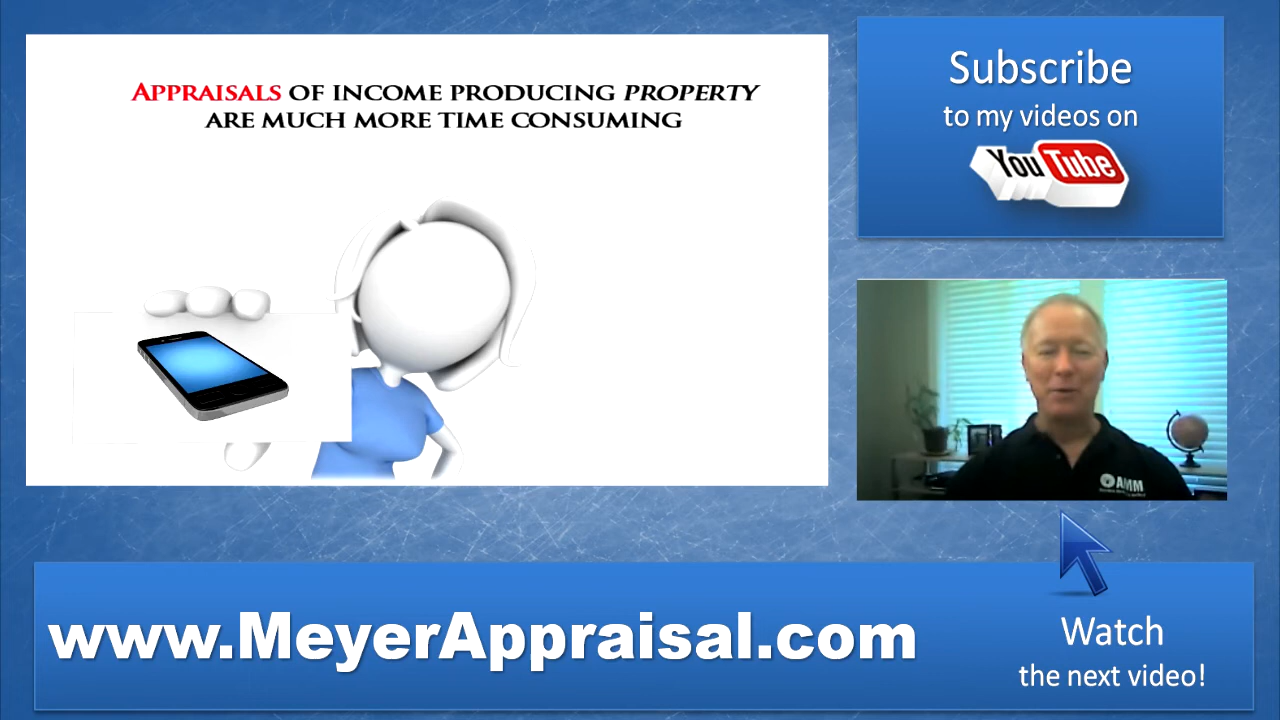 APPRAISALS OF INCOME PRODUCING PROPERTY
ARE MUCH MORE TIME CONSUMING
Subscribe
to my videos on
YouTube
AMM
www.MeyerAppraisal.com
Watch
the next video!